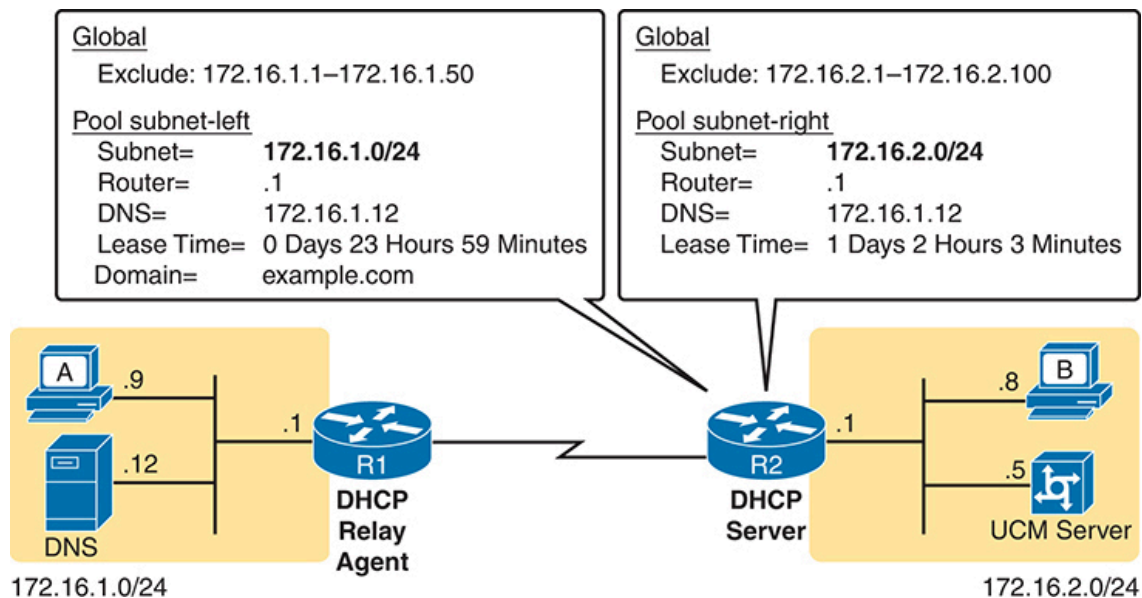 Global
Exclude: 172.16.1.1–172.16.1.50
Pool subnet-left
Subnet= 172.16.1.0/24
Router= .1
DNS= 172.16.1.12
Lease Time= 0 Days 23 Hours 59 Minutes
Domain= example.com
Global
Exclude: 172.16.2.1–172.16.2.100
Pool subnet-right
Subnet= 172.16.2.0/24
Router= .1
DNS= 172.16.1.12
Lease Time= 1 Days 2 Hours 3 Minutes
A
.9
.12
DNS
172.16.1.0/24
.1
R1
DHCP
Relay
Agent
R2
DHCP
Server
.1
.8
B
.5
UCM Server
172.16.2.0/24